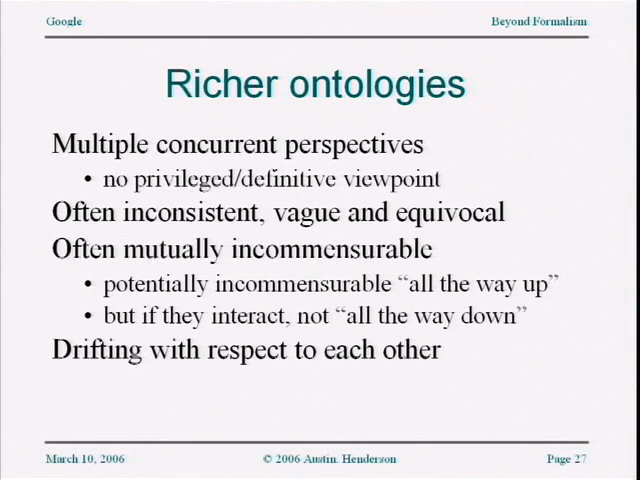 Google
Beyond Formalism
Richer ontologies
Multiple concurrent perspectives
• no privileged/definitive viewpoint
Often inconsistent, vague and equivocal
Often mutually incommensurable
• potentially incommensurable “all the way up”
• but if they interact, not “all the way down”
Drifting with respect to each other
March 10, 2006
© 2006 Austin Henderson
Page 27